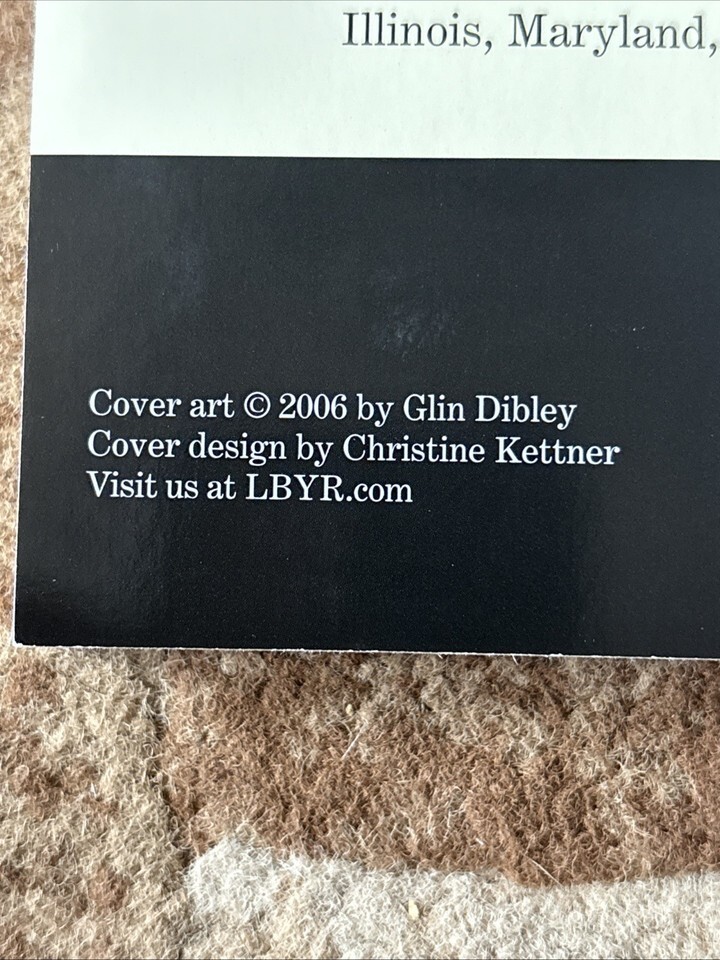 Illinois, Maryland,
Cover art © 2006 by Glin Dibley
Cover design by Christine Kettner
Visit us at LBYR.com